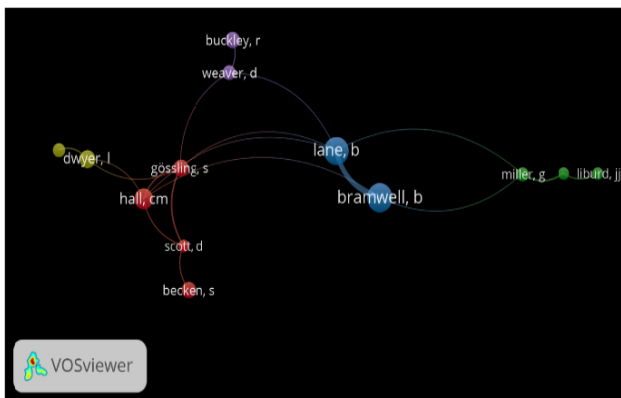 buckley, r
weaver, d
lane, b
dwyer, l
gössling, s
miller, g
liburd, jj
hall, cm
bramwell, b
scott, d
becken, s
VOSviewer